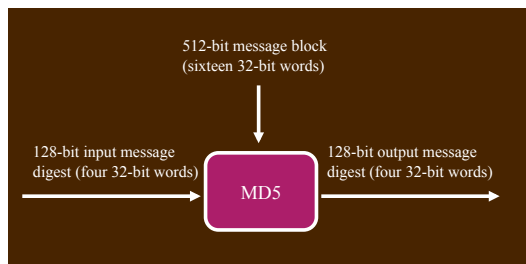 512-bit message block
(sixteen 32-bit words)
128-bit input message
digest (four 32-bit words)
MD5
128-bit output message
digest (four 32-bit words)